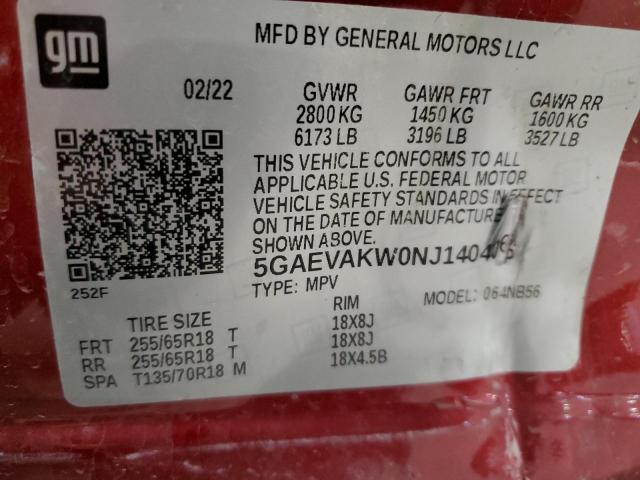 gm
MFD BY GENERAL MOTORS LLC
02/22 GVWR GAWR FRT GAWR RR
2800 KG 1450 KG 1600 KG
6173 LB 3196 LB 3527 LB
THIS VEHICLE CONFORMS TO ALL
APPLICABLE U.S. FEDERAL MOTOR
VEHICLE SAFETY STANDARDS IN EFFECT
ON THE DATE OF MANUFACTURE
SHOWN ABOVE.
252F
TYPE: MPV MODEL: 064NB56
TIRE SIZE RIM
FRT 255/65R18 T 18X8J
RR 255/65R18 T 18X8J
SPA T135/70R18 M 18X4.5B